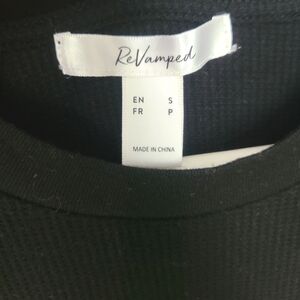 ReVamped
EN S
FR P
MADE IN CHINA